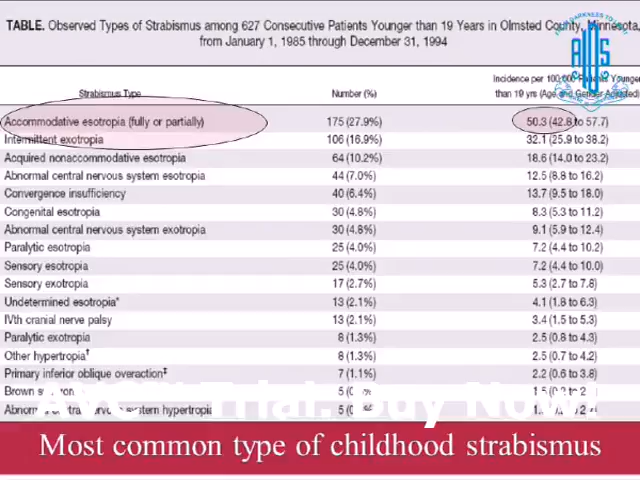 TABLE. Observed Types of Strabismus among 627 Consecutive Patients Younger than 19 Years in Olmsted County, Minnesota,
from January 1, 1985 through December 31, 1994
Incidence per 100,000 Patients Younger
Strabismus Type Number (%) than 19 yrs (Age and Gender Adjusted)
Accommodative esotropia (fully or partially) 175 (27.9%) 50.3 (42.8 to 57.7)
Intermittent exotropia 106 (16.9%) 32.1 (25.9 to 38.2)
Acquired nonaccommodative esotropia 64 (10.2%) 18.6 (14.0 to 23.2)
Abnormal central nervous system esotropia 44 (7.0%) 12.5 (8.8 to 16.2)
Convergence insufficiency 40 (6.4%) 13.7 (9.5 to 18.0)
Congenital esotropia 30 (4.8%) 8.3 (5.3 to 11.2)
Abnormal central nervous system exotropia 30 (4.8%) 9.1 (5.9 to 12.4)
Paralytic esotropia 25 (4.0%) 7.2 (4.4 to 10.2)
Sensory esotropia 25 (4.0%) 7.2 (4.4 to 10.0)
Sensory exotropia 17 (2.7%) 5.3 (2.7 to 7.8)
Undetermined esotropia* 13 (2.1%) 4.1 (1.8 to 6.3)
IVth cranial nerve palsy 13 (2.1%) 3.4 (1.5 to 5.3)
Paralytic exotropia 8 (1.3%) 2.5 (0.8 to 4.3)
Other hypertropia† 8 (1.3%) 2.5 (0.7 to 4.2)
Primary inferior oblique overaction‡ 7 (1.1%) 2.2 (0.6 to 3.8)
Brown 5
Trial. Buy Now!
Abnormal central nervous system hypertropia 5
Most common type of childhood strabismus